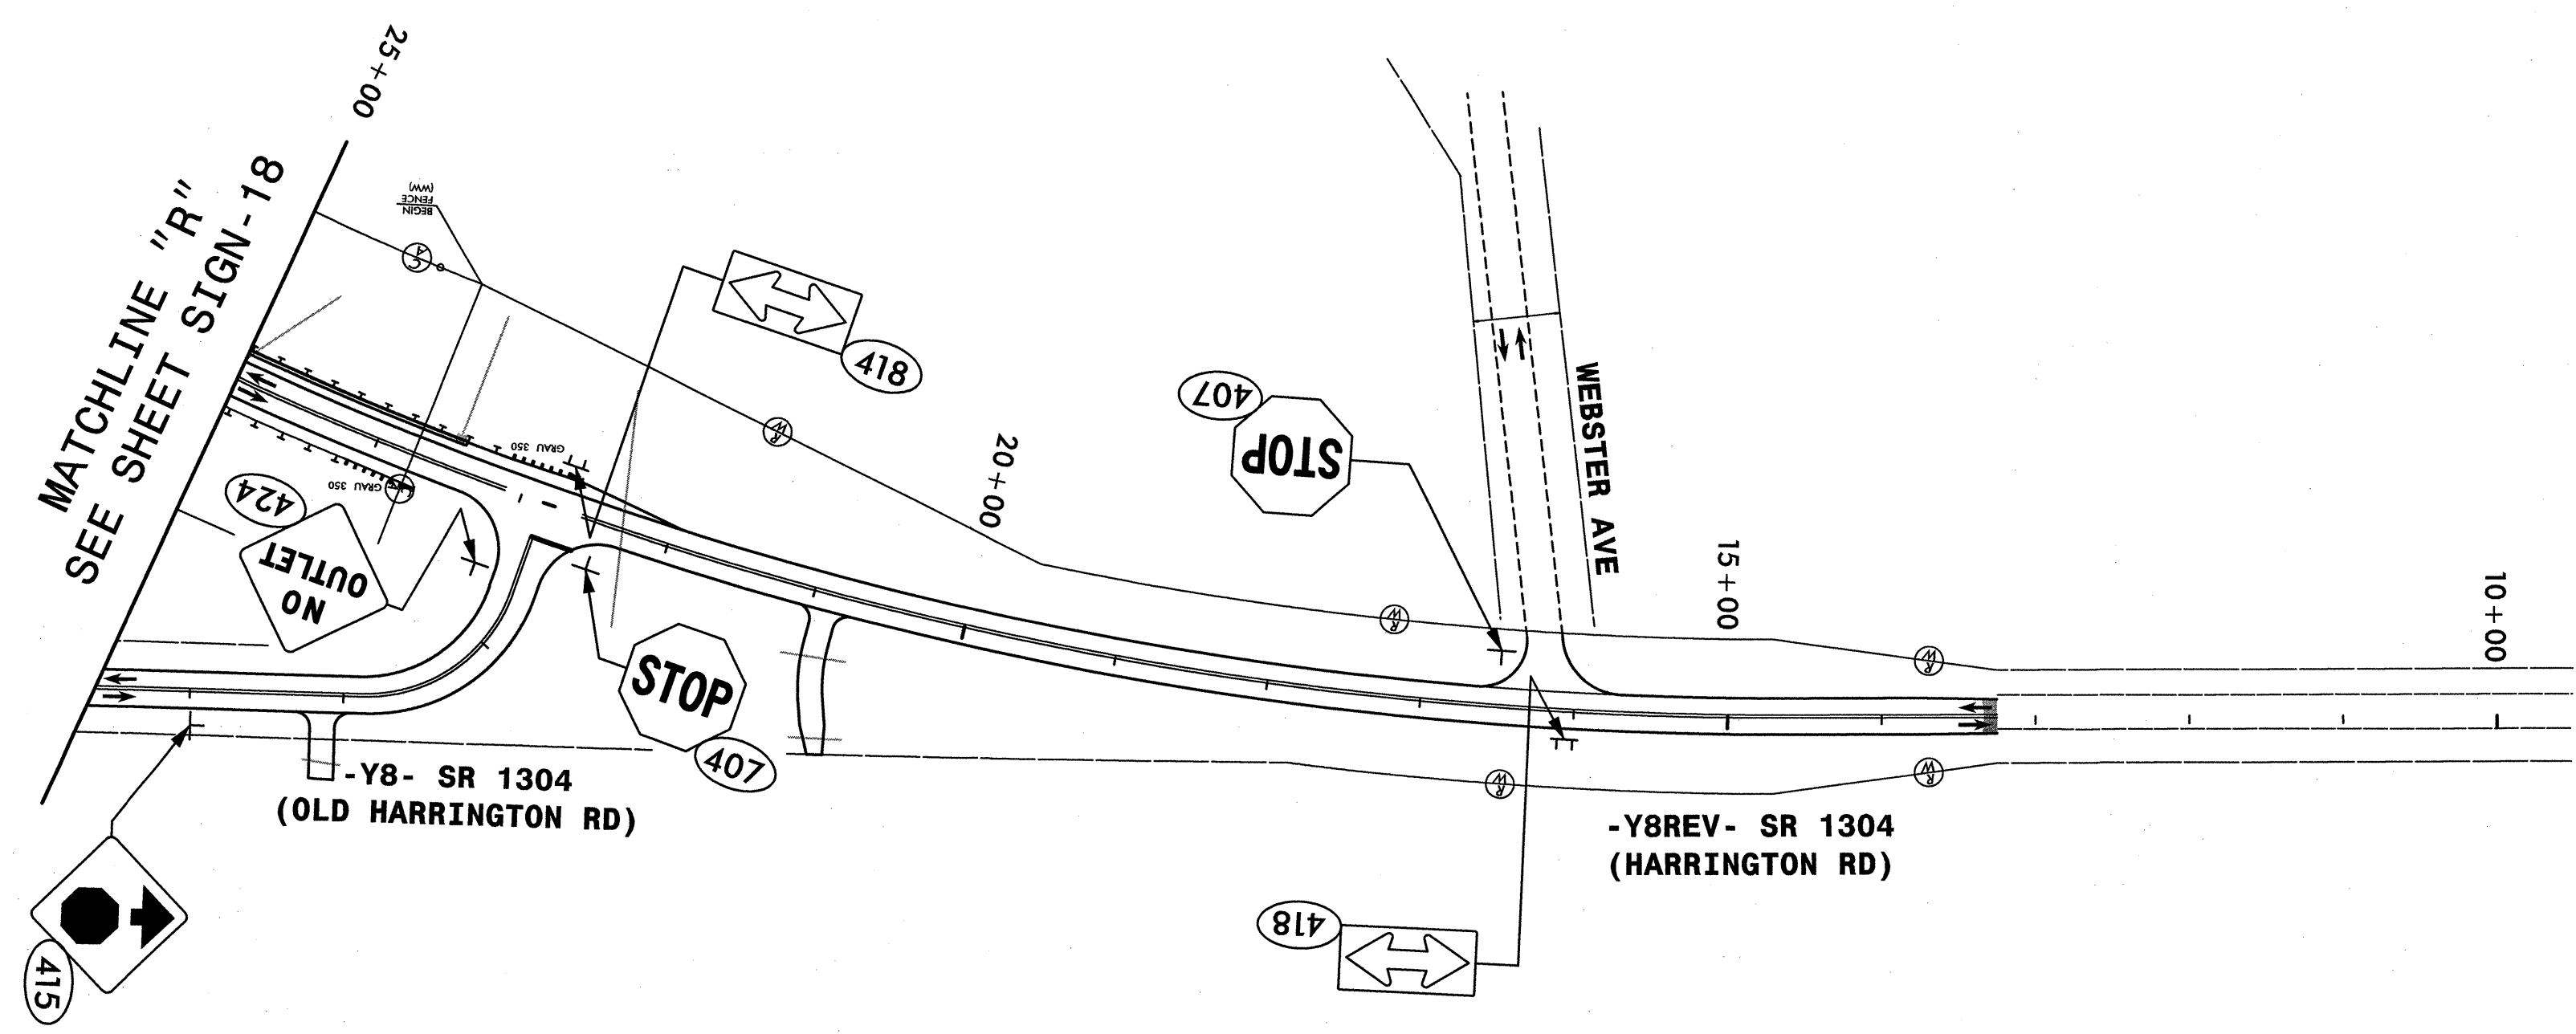 25+00
MATCHLINE "R"
SEE SHEET SIGN-18
BEGIN
FENCE
(WW)
C
A
418
407
STOP
WEBSTER AVE
R
W
20+00
GRAU 350
GRAU 350
424
NO
OUTLET
15+00
10+00
R
W
R
W
STOP
407
-Y8- SR 1304
(OLD HARRINGTON RD)
R
W
R
W
-Y8REV- SR 1304
(HARRINGTON RD)
418
415